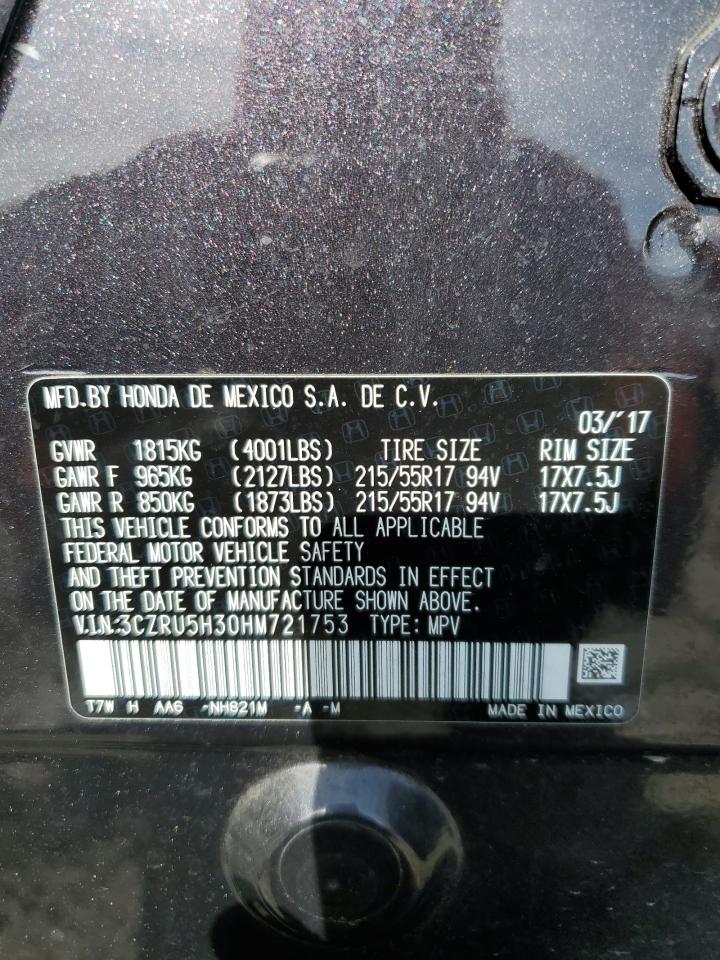 MFD.BY HONDA DE MEXICO S.A. DE C.V.
03/'17
GVWR 1815KG (4001LBS) TIRE SIZE RIM SIZE
GAWR F 965KG (2127LBS) 215/55R17 94V 17X7.5J
GAWR R 850KG (1873LBS) 215/55R17 94V 17X7.5J
THIS VEHICLE CONFORMS TO ALL APPLICABLE
FEDERAL MOTOR VEHICLE SAFETY
AND THEFT PREVENTION STANDARDS IN EFFECT
ON THE DATE OF MANUFACTURE SHOWN ABOVE.
V.I.N:3CZRU5H30HM721753 TYPE: MPV
T7W H AA6 -NH821M -A -M MADE IN MEXICO